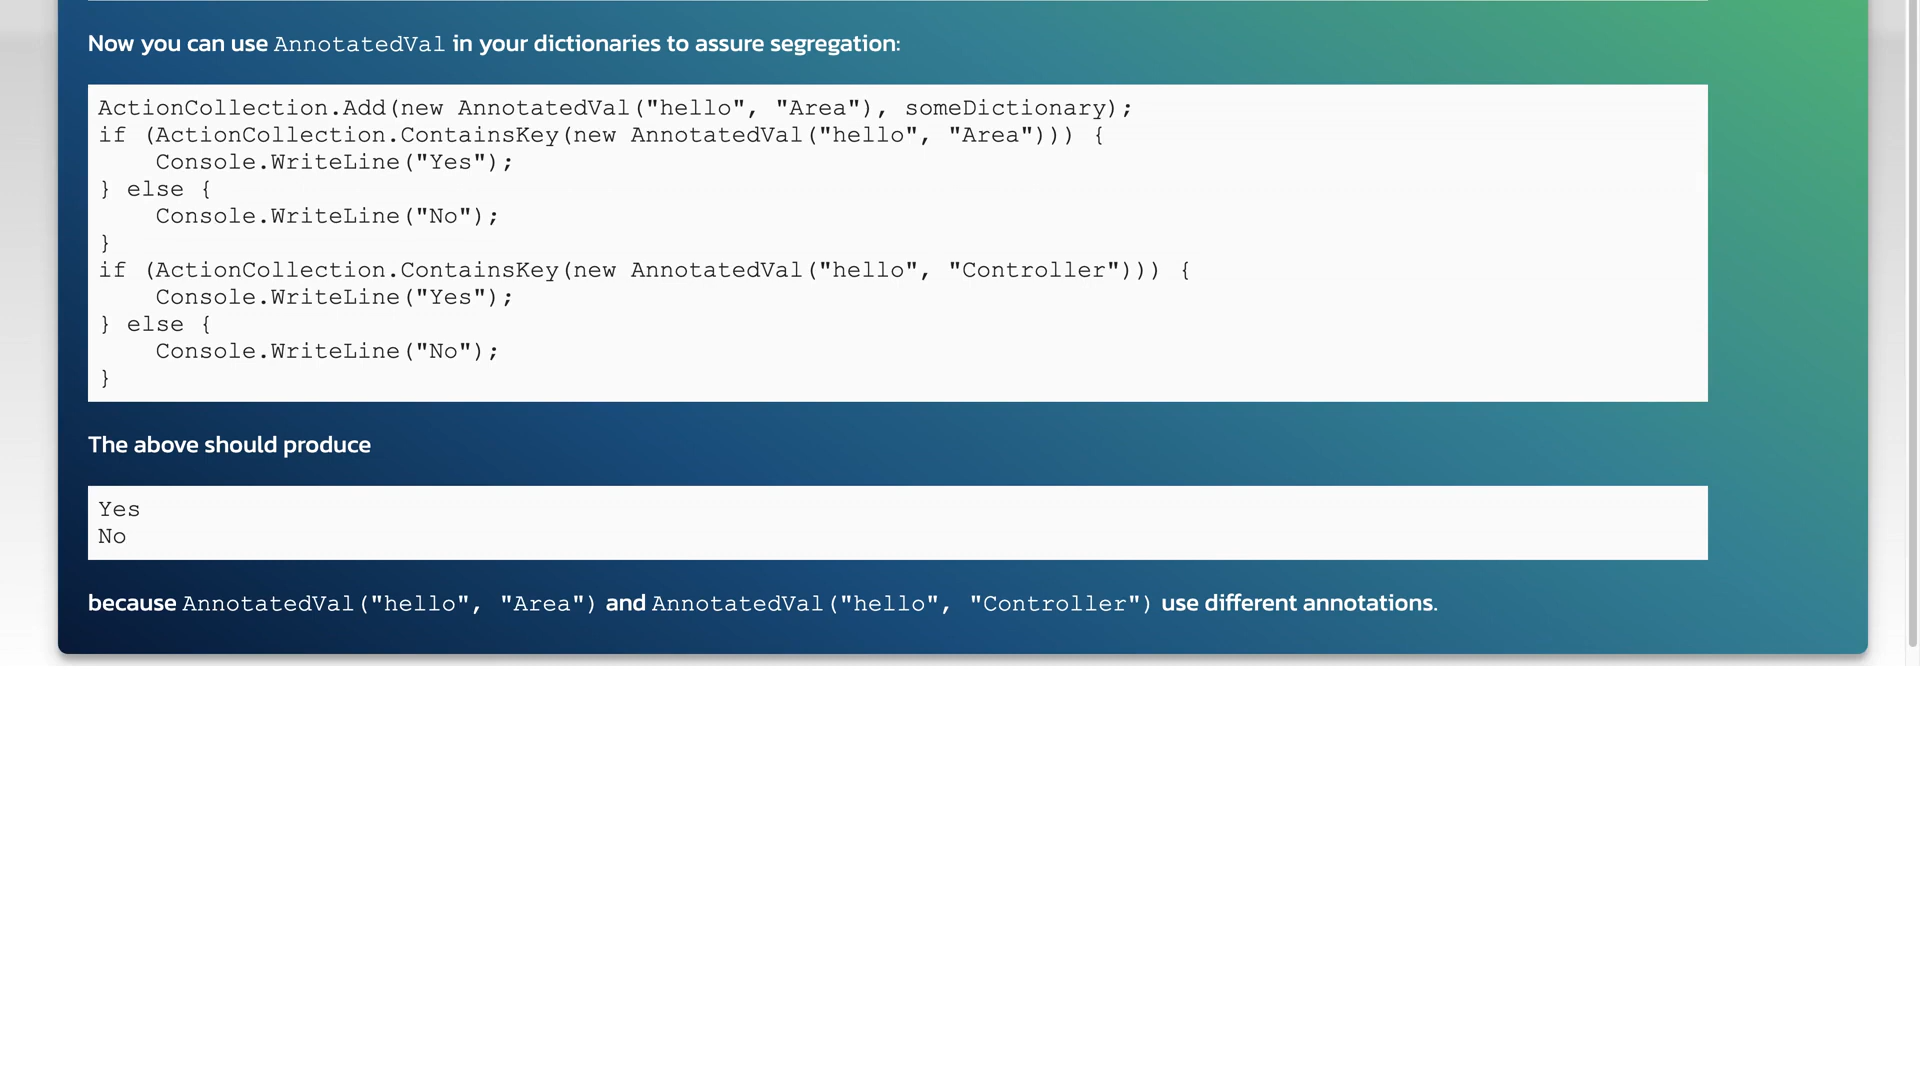 Now you can use AnnotatedVal in your dictionaries to assure segregation:
ActionCollection.Add(new AnnotatedVal("hello", "Area"), someDictionary);
if (ActionCollection.ContainsKey(new AnnotatedVal("hello", "Area"))) {
    Console.WriteLine("Yes");
} else {
    Console.WriteLine("No");
}
if (ActionCollection.ContainsKey(new AnnotatedVal("hello", "Controller"))) {
    Console.WriteLine("Yes");
} else {
    Console.WriteLine("No");
}
The above should produce
Yes
No
because AnnotatedVal("hello", "Area") and AnnotatedVal("hello", "Controller") use different annotations.